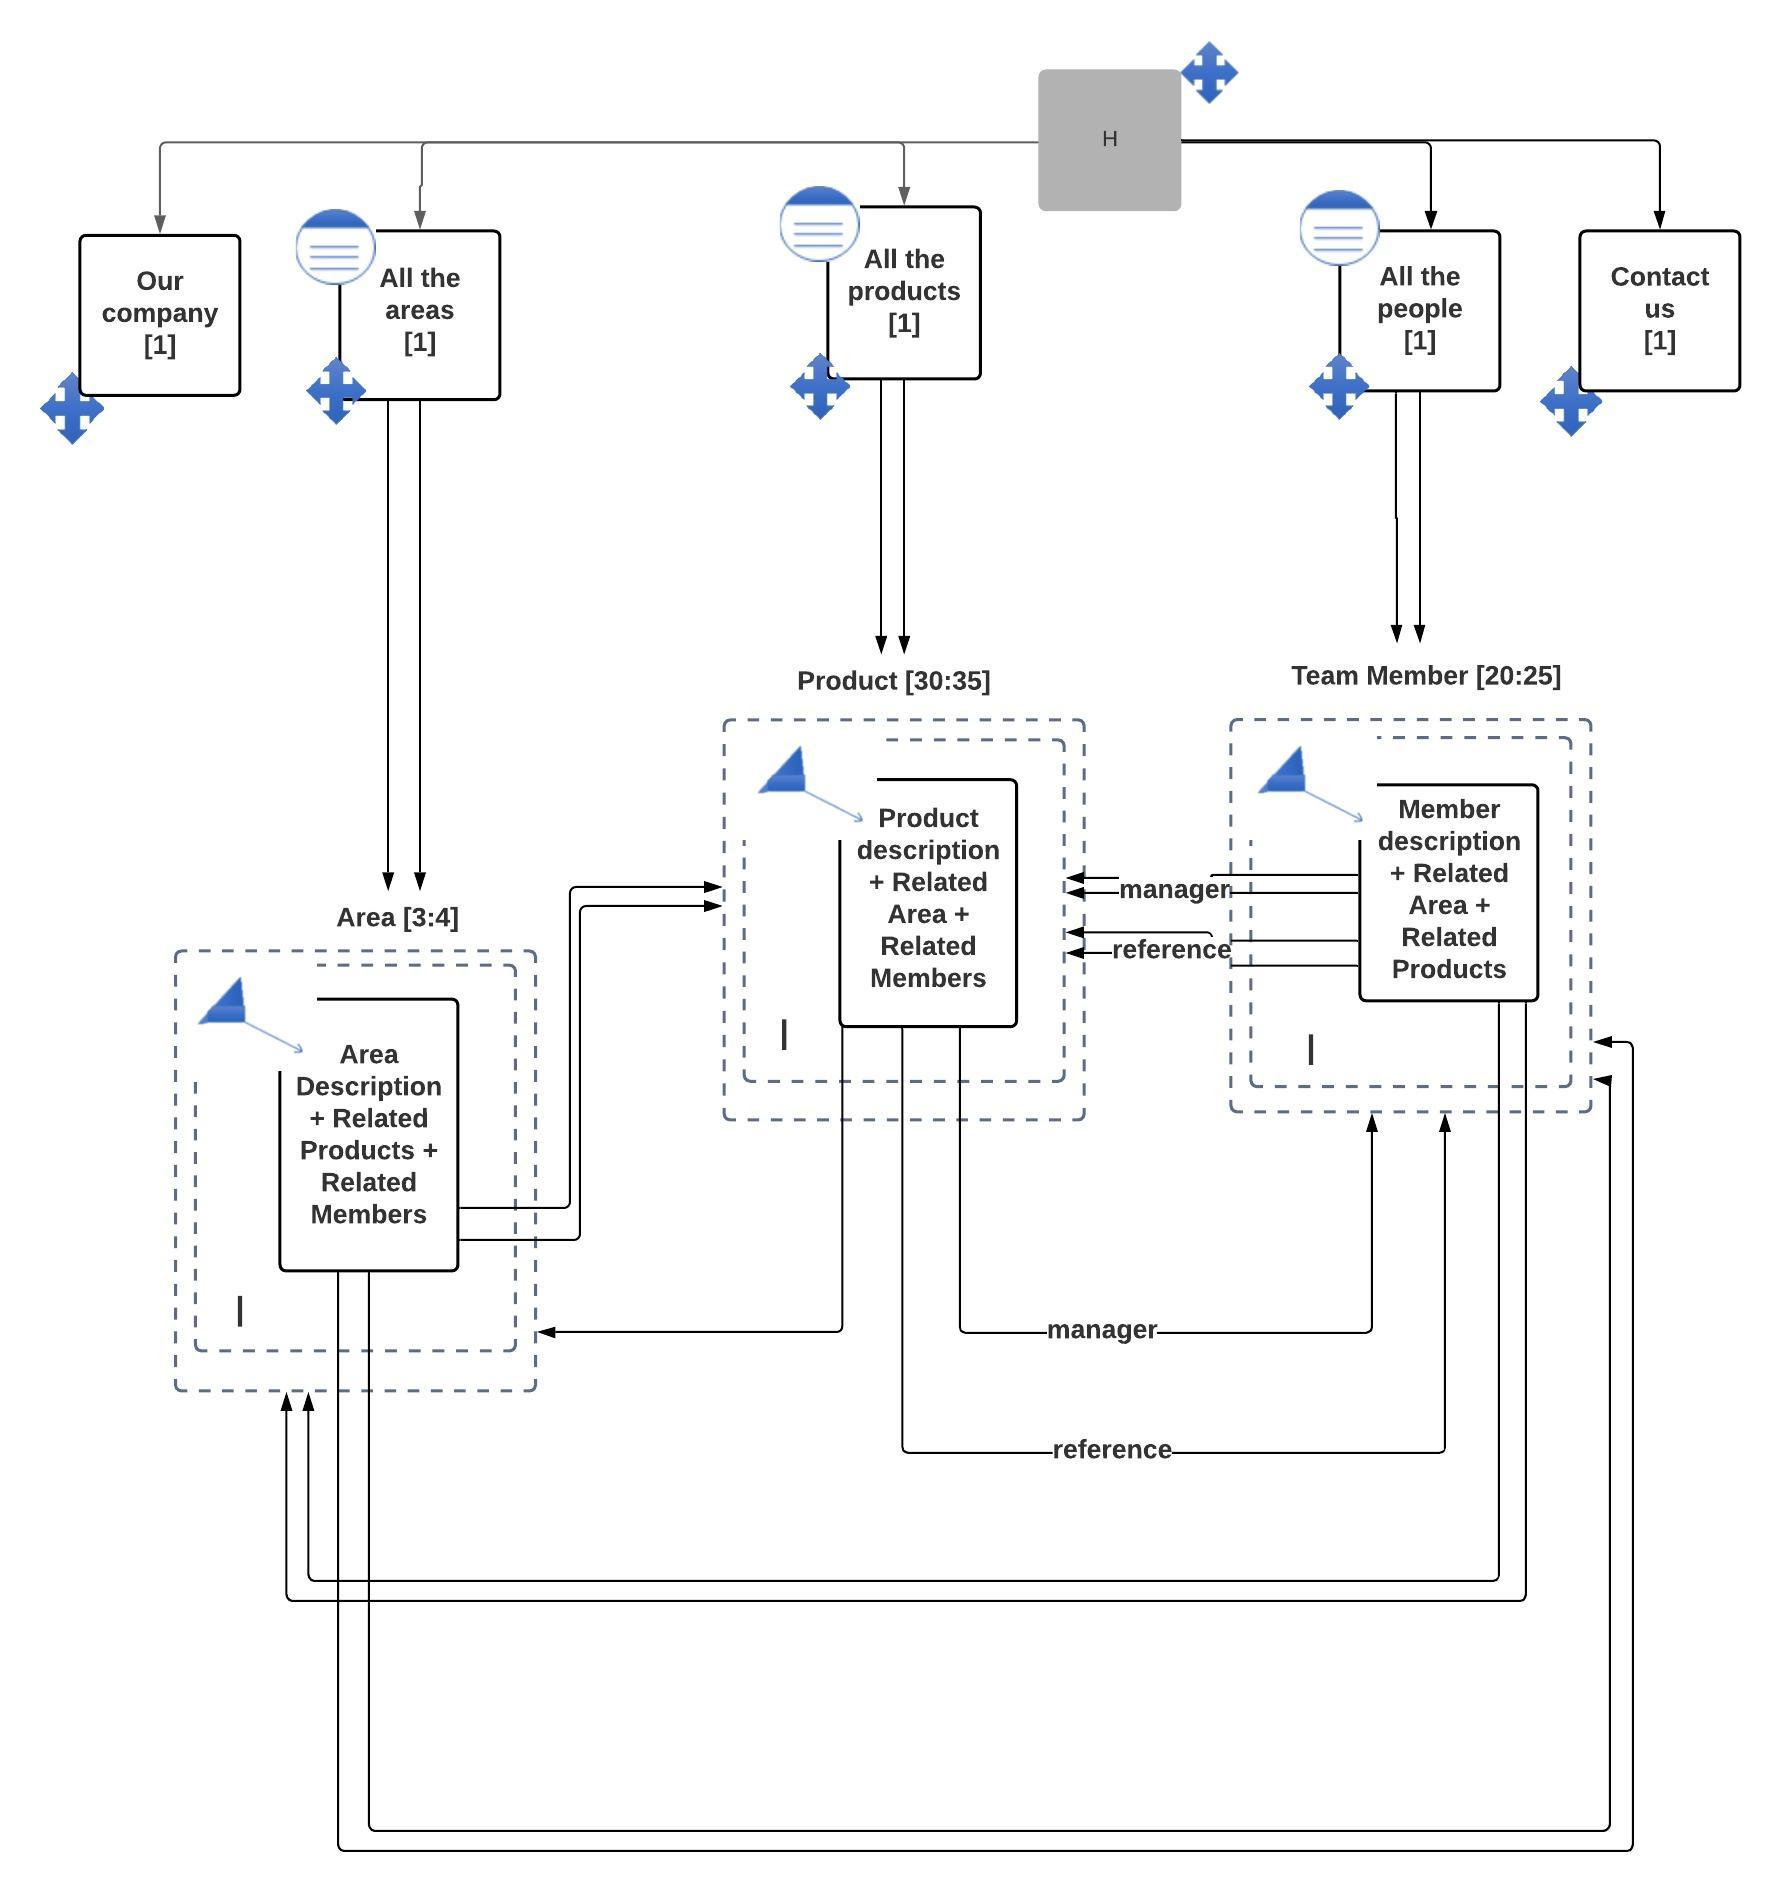 H
Our
company
[1]
All the
areas
[1]
All the
products
[1]
All the
people
[1]
Contact
us
[1]
Product [30:35]
Team Member [20:25]
Area [3:4]
Product
description
+ Related
Area +
Related
Members
I
manager
reference
Member
description
+ Related
Area +
Related
Products
I
Area
Description
+ Related
Products +
Related
Members
I
manager
reference